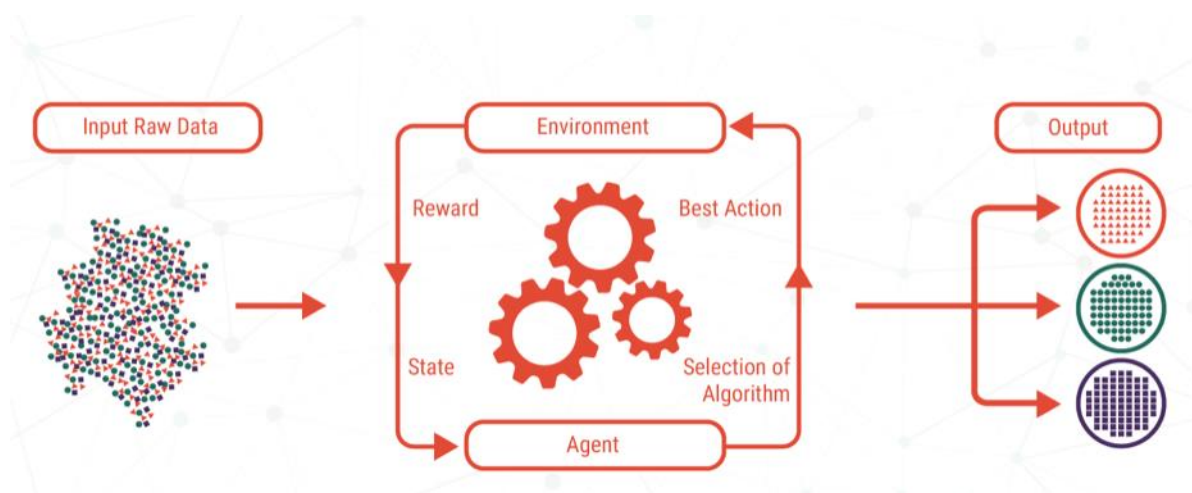 Input Raw Data
Environment
Output
Reward
Best Action
State
Selection of
Algorithm
Agent